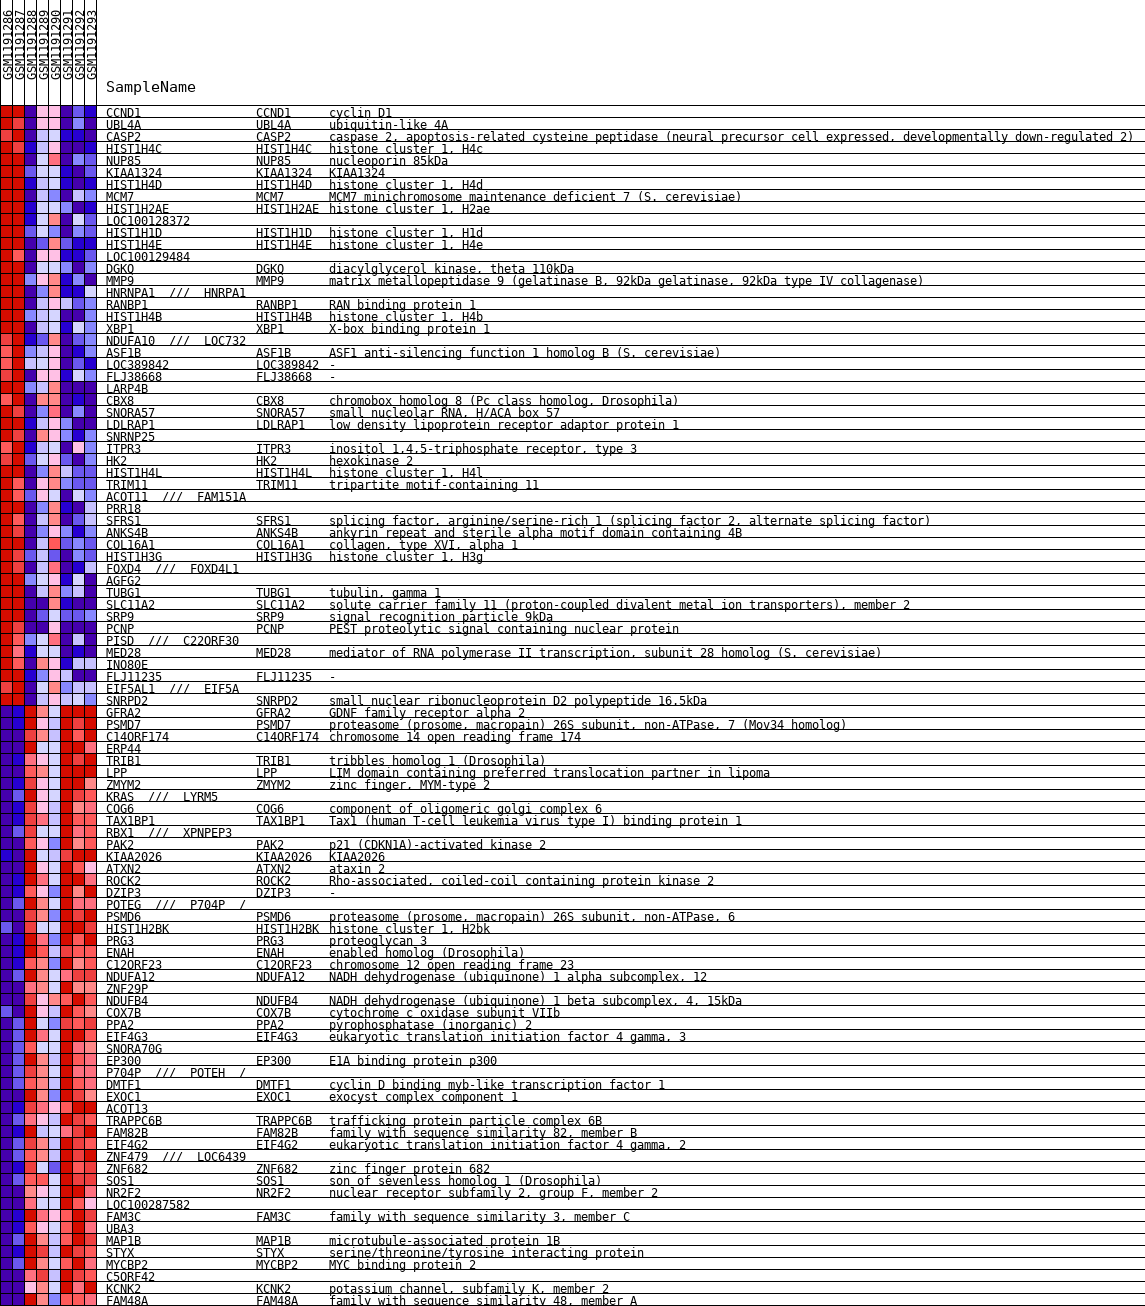 GSM1191286
GSM1191287
GSM1191288
GSM1191289
GSM1191290
GSM1191291
GSM1191292
GSM1191293
SampleName
CCND1 CCND1 cyclin D1
UBL4A UBL4A ubiquitin-like 4A
CASP2 CASP2 caspase 2, apoptosis-related cysteine peptidase (neural precursor cell expressed, developmentally down-regulated 2)
HIST1H4C HIST1H4C histone cluster 1, H4c
NUP85 NUP85 nucleoporin 85kDa
KIAA1324 KIAA1324 KIAA1324
HIST1H4D HIST1H4D histone cluster 1, H4d
MCM7 MCM7 MCM7 minichromosome maintenance deficient 7 (S. cerevisiae)
HIST1H2AE HIST1H2AE histone cluster 1, H2ae
LOC100128372
HIST1H1D HIST1H1D histone cluster 1, H1d
HIST1H4E HIST1H4E histone cluster 1, H4e
LOC100129484
DGKQ DGKQ diacylglycerol kinase, theta 110kDa
MMP9 MMP9 matrix metallopeptidase 9 (gelatinase B, 92kDa gelatinase, 92kDa type IV collagenase)
HNRNPA1 /// HNRPA1
RANBP1 RANBP1 RAN binding protein 1
HIST1H4B HIST1H4B histone cluster 1, H4b
XBP1 XBP1 X-box binding protein 1
NDUFA10 /// LOC732
ASF1B ASF1B ASF1 anti-silencing function 1 homolog B (S. cerevisiae)
LOC389842 LOC389842 -
FLJ38668 FLJ38668 -
LARP4B
CBX8 CBX8 chromobox homolog 8 (Pc class homolog, Drosophila)
SNORA57 SNORA57 small nucleolar RNA, H/ACA box 57
LDLRAP1 LDLRAP1 low density lipoprotein receptor adaptor protein 1
SNRNP25
ITPR3 ITPR3 inositol 1,4,5-triphosphate receptor, type 3
HK2 HK2 hexokinase 2
HIST1H4L HIST1H4L histone cluster 1, H4l
TRIM11 TRIM11 tripartite motif-containing 11
ACOT11 /// FAM151A
PRR18
SFRS1 SFRS1 splicing factor, arginine/serine-rich 1 (splicing factor 2, alternate splicing factor)
ANKS4B ANKS4B ankyrin repeat and sterile alpha motif domain containing 4B
COL16A1 COL16A1 collagen, type XVI, alpha 1
HIST1H3G HIST1H3G histone cluster 1, H3g
FOXD4 /// FOXD4L1
AGFG2
TUBG1 TUBG1 tubulin, gamma 1
SLC11A2 SLC11A2 solute carrier family 11 (proton-coupled divalent metal ion transporters), member 2
SRP9 SRP9 signal recognition particle 9kDa
PCNP PCNP PEST proteolytic signal containing nuclear protein
PISD /// C22ORF30
MED28 MED28 mediator of RNA polymerase II transcription, subunit 28 homolog (S. cerevisiae)
INO80E
FLJ11235 FLJ11235 -
EIF5AL1 /// EIF5A
SNRPD2 SNRPD2 small nuclear ribonucleoprotein D2 polypeptide 16.5kDa
GFRA2 GFRA2 GDNF family receptor alpha 2
PSMD7 PSMD7 proteasome (prosome, macropain) 26S subunit, non-ATPase, 7 (Mov34 homolog)
C14ORF174 C14ORF174 chromosome 14 open reading frame 174
ERP44
TRIB1 TRIB1 tribbles homolog 1 (Drosophila)
LPP LPP LIM domain containing preferred translocation partner in lipoma
ZMYM2 ZMYM2 zinc finger, MYM-type 2
KRAS /// LYRM5
COG6 COG6 component of oligomeric golgi complex 6
TAX1BP1 TAX1BP1 Tax1 (human T-cell leukemia virus type I) binding protein 1
RBX1 /// XPNPEP3
PAK2 PAK2 p21 (CDKN1A)-activated kinase 2
KIAA2026 KIAA2026 KIAA2026
ATXN2 ATXN2 ataxin 2
ROCK2 ROCK2 Rho-associated, coiled-coil containing protein kinase 2
DZIP3 DZIP3 -
POTEG /// P704P /
PSMD6 PSMD6 proteasome (prosome, macropain) 26S subunit, non-ATPase, 6
HIST1H2BK HIST1H2BK histone cluster 1, H2bk
PRG3 PRG3 proteoglycan 3
ENAH ENAH enabled homolog (Drosophila)
C12ORF23 C12ORF23 chromosome 12 open reading frame 23
NDUFA12 NDUFA12 NADH dehydrogenase (ubiquinone) 1 alpha subcomplex, 12
ZNF29P
NDUFB4 NDUFB4 NADH dehydrogenase (ubiquinone) 1 beta subcomplex, 4, 15kDa
COX7B COX7B cytochrome c oxidase subunit VIIb
PPA2 PPA2 pyrophosphatase (inorganic) 2
EIF4G3 EIF4G3 eukaryotic translation initiation factor 4 gamma, 3
SNORA70G
EP300 EP300 E1A binding protein p300
P704P /// POTEH /
DMTF1 DMTF1 cyclin D binding myb-like transcription factor 1
EXOC1 EXOC1 exocyst complex component 1
ACOT13
TRAPPC6B TRAPPC6B trafficking protein particle complex 6B
FAM82B FAM82B family with sequence similarity 82, member B
EIF4G2 EIF4G2 eukaryotic translation initiation factor 4 gamma, 2
ZNF479 /// LOC6439
ZNF682 ZNF682 zinc finger protein 682
SOS1 SOS1 son of sevenless homolog 1 (Drosophila)
NR2F2 NR2F2 nuclear receptor subfamily 2, group F, member 2
LOC100287582
FAM3C FAM3C family with sequence similarity 3, member C
UBA3
MAP1B MAP1B microtubule-associated protein 1B
STYX STYX serine/threonine/tyrosine interacting protein
MYCBP2 MYCBP2 MYC binding protein 2
C5ORF42
KCNK2 KCNK2 potassium channel, subfamily K, member 2
FAM48A FAM48A family with sequence similarity 48, member A